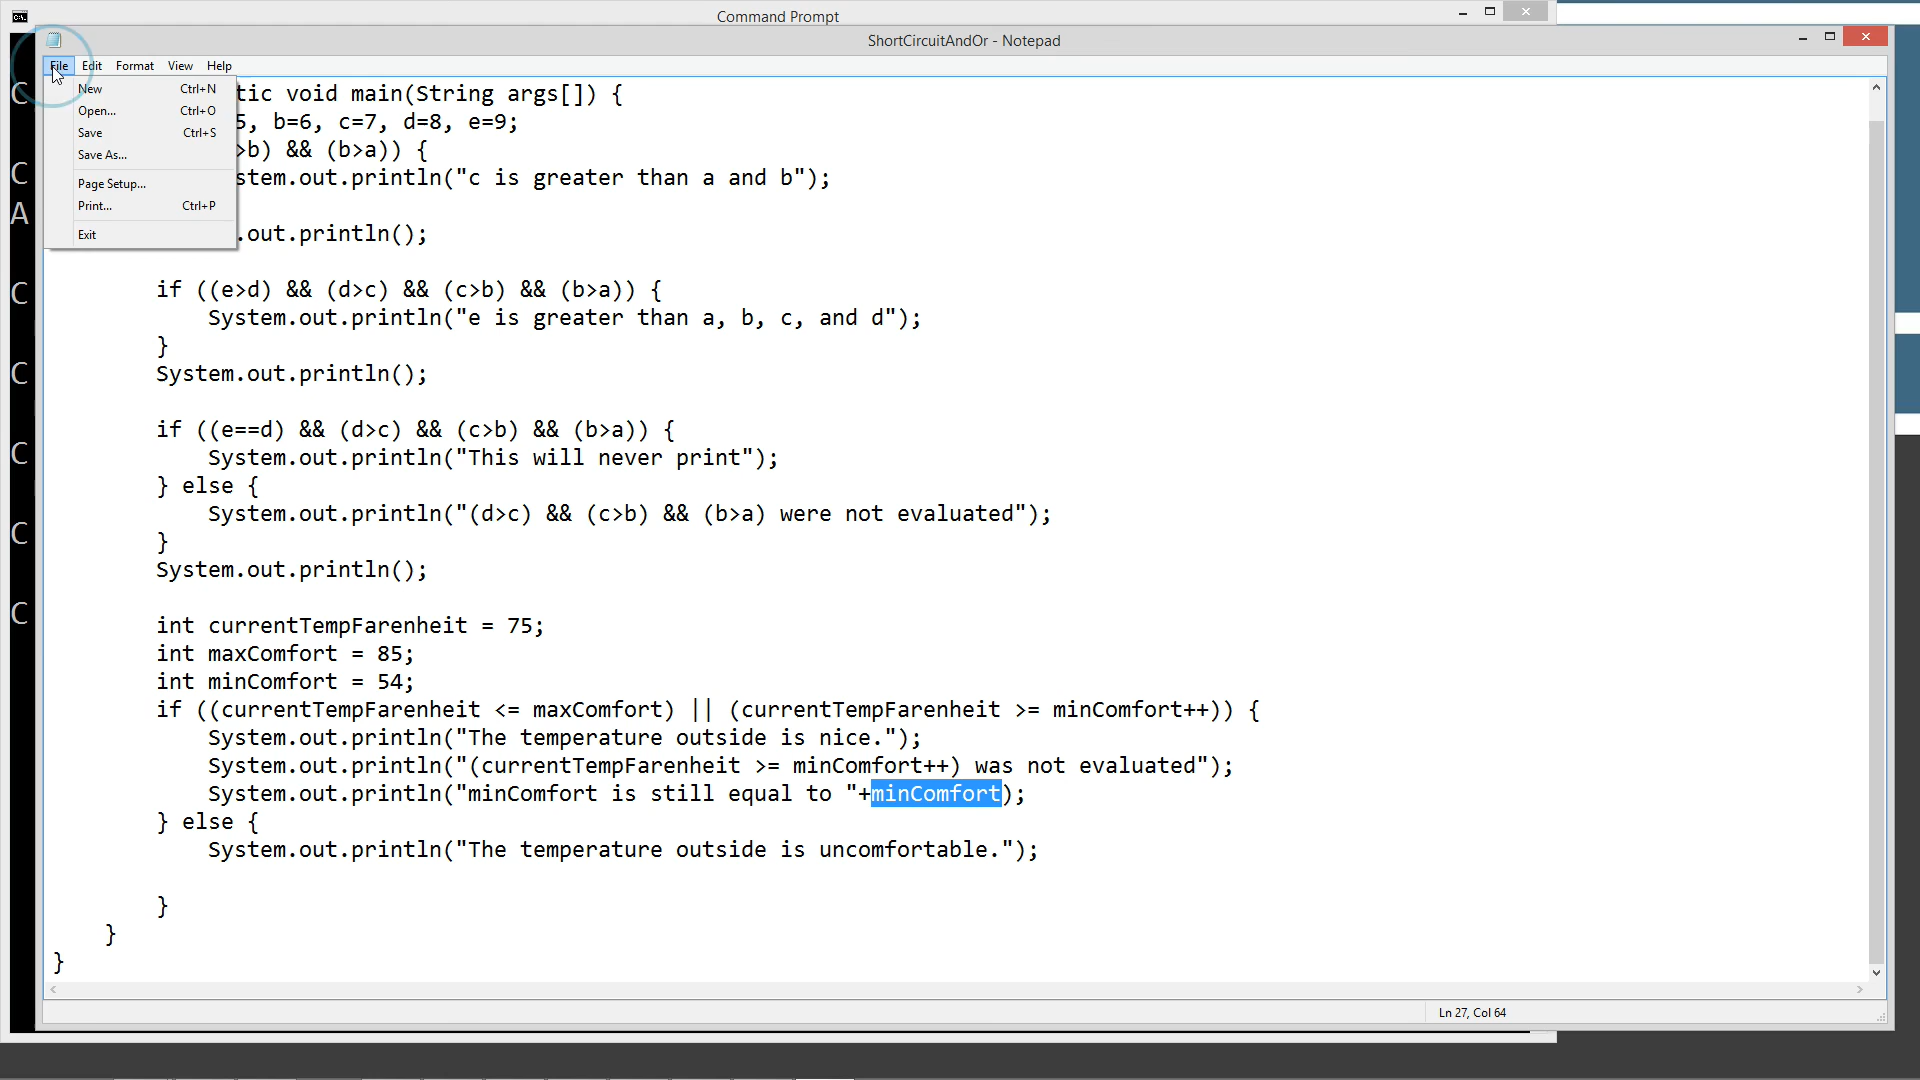 Command Prompt
ShortCircuitAndOr - Notepad
File Edit Format View Help
New Ctrl+N
Open... Ctrl+O
Save Ctrl+S
Save As...
Page Setup...
Print... Ctrl+P
Exit
tic void main(String args[]) {
5, b=6, c=7, d=8, e=9;
>b) && (b>a)) {
stem.out.println("c is greater than a and b");
.out.println();
if ((e>d) && (d>c) && (c>b) && (b>a)) {
System.out.println("e is greater than a, b, c, and d");
}
System.out.println();
if ((e==d) && (d>c) && (c>b) && (b>a)) {
System.out.println("This will never print");
} else {
System.out.println("(d>c) && (c>b) && (b>a) were not evaluated");
}
System.out.println();
int currentTempFarenheit = 75;
int maxComfort = 85;
int minComfort = 54;
if ((currentTempFarenheit <= maxComfort) || (currentTempFarenheit >= minComfort++)) {
System.out.println("The temperature outside is nice.");
System.out.println("(currentTempFarenheit >= minComfort++) was not evaluated");
System.out.println("minComfort is still equal to "+minComfort);
} else {
System.out.println("The temperature outside is uncomfortable.");
}
}
}
Ln 27, Col 64
C
C
A
C
C
C
C
C